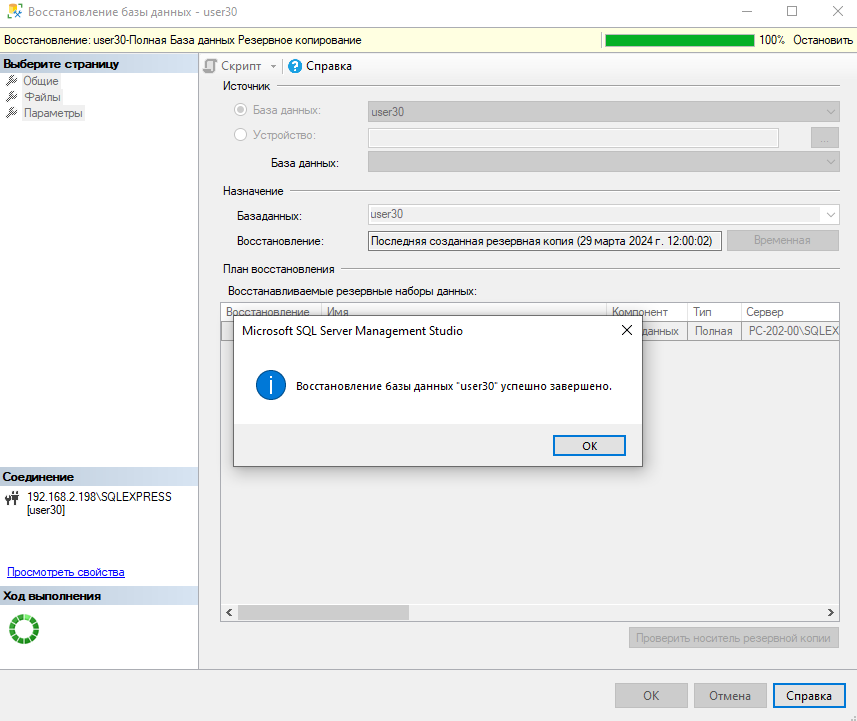 Восстановление базы данных - user30
Восстановление: user30-Полная База данных Резервное копирование
100%
Остановить
Выберите страницу
Общие
Файлы
Параметры
Скрипт
Справка
Источник
База данных:
user30
Устройство:
...
База данных:
Назначение
Базаданных:
user30
Восстановление:
Последняя созданная резервная копия (29 марта 2024 г. 12:00:02)
Временная
План восстановления
Восстанавливаемые резервные наборы данных:
Восстановление Имя Компонент Тип Сервер
данных Полная PC-202-00\SQLEX
Microsoft SQL Server Management Studio
Восстановление базы данных "user30" успешно завершено.
ОК
Соединение
192.168.2.198\SQLEXPRESS
[user30]
Просмотреть свойства
Ход выполнения
Проверить носитель резервной копии
ОК
Отмена
Справка